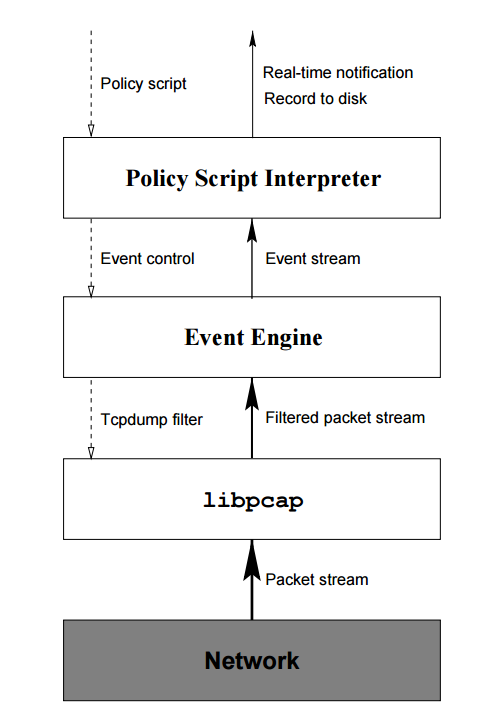 Policy script
Real-time notification
Record to disk
Policy Script Interpreter
Event control
Event stream
Event Engine
Tcpdump filter
Filtered packet stream
libpcap
Packet stream
Network